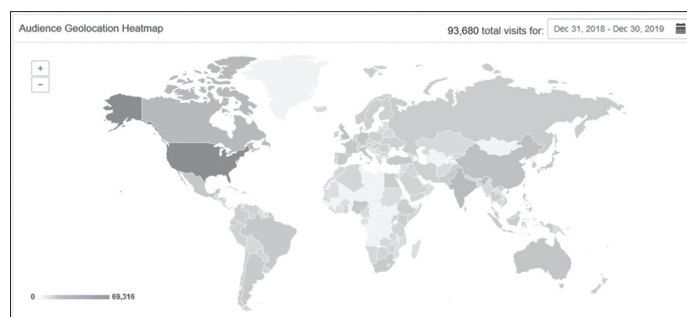 Audience Geolocation Heatmap
93,680 total visits for: Dec 31, 2018 - Dec 30, 2019
+
−
0 69,316